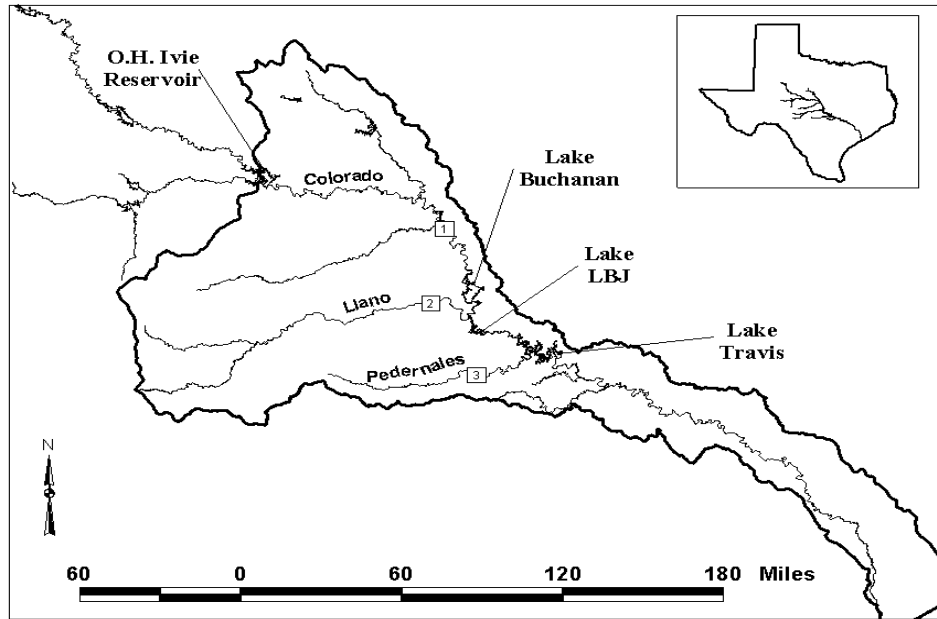 O.H. Ivie
Reservoir
Colorado
Lake
Buchanan
1
Lake
LBJ
Llano
2
Lake
Travis
Pedernales
3
N
60 0 60 120 180 Miles